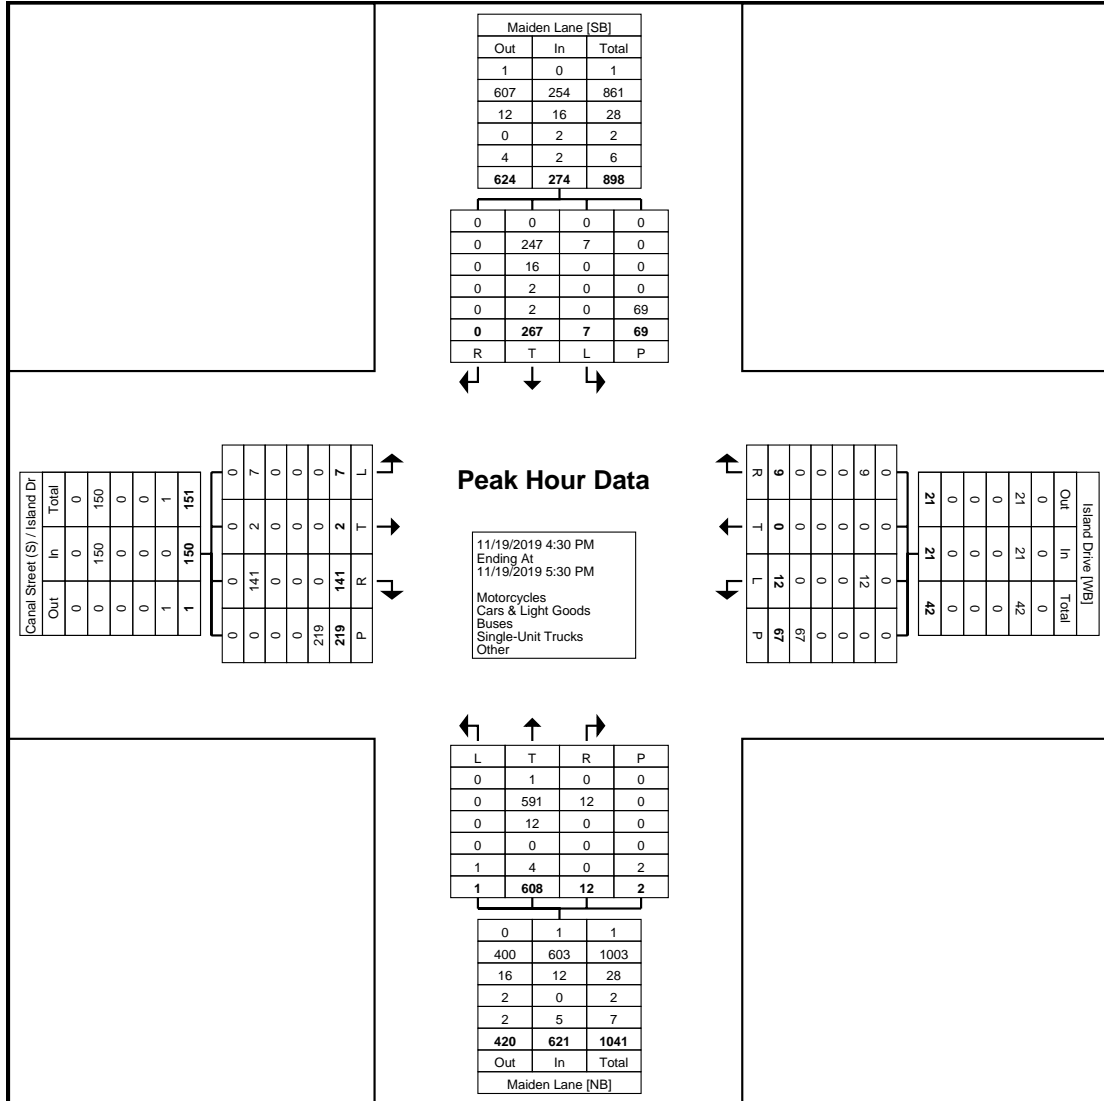 Maiden Lane [SB]
Out In Total
1 0 1
607 254 861
12 16 28
0 2 2
4 2 6
624 274 898
0 0 0 0
0 247 7 0
0 16 0 0
0 2 0 0
0 2 0 69
0 267 7 69
R T L P
Canal Street (S) / Island Dr
Total In Out
0 0 0
150 150 0
0 0 0
0 0 0
1 0 1
151 150 1
0 0 0 0
7 2 141 0
0 0 0 0
0 0 0 0
0 0 0 219
7 2 141 219
L T R P
Peak Hour Data
11/19/2019 4:30 PM
Ending At
11/19/2019 5:30 PM
Motorcycles
Cars & Light Goods
Buses
Single-Unit Trucks
Other
R T L P
9 0 12 67
0 0 0 67
0 0 0 0
0 0 0 0
9 0 12 0
0 0 0 0
21 21 42
0 0 0
0 0 0
0 0 0
21 21 42
0 0 0
Out In Total
Island Drive [WB]
L T R P
0 1 0 0
0 591 12 0
0 12 0 0
0 0 0 0
1 4 0 2
1 608 12 2
0 1 1
400 603 1003
16 12 28
2 0 2
2 5 7
420 621 1041
Out In Total
Maiden Lane [NB]